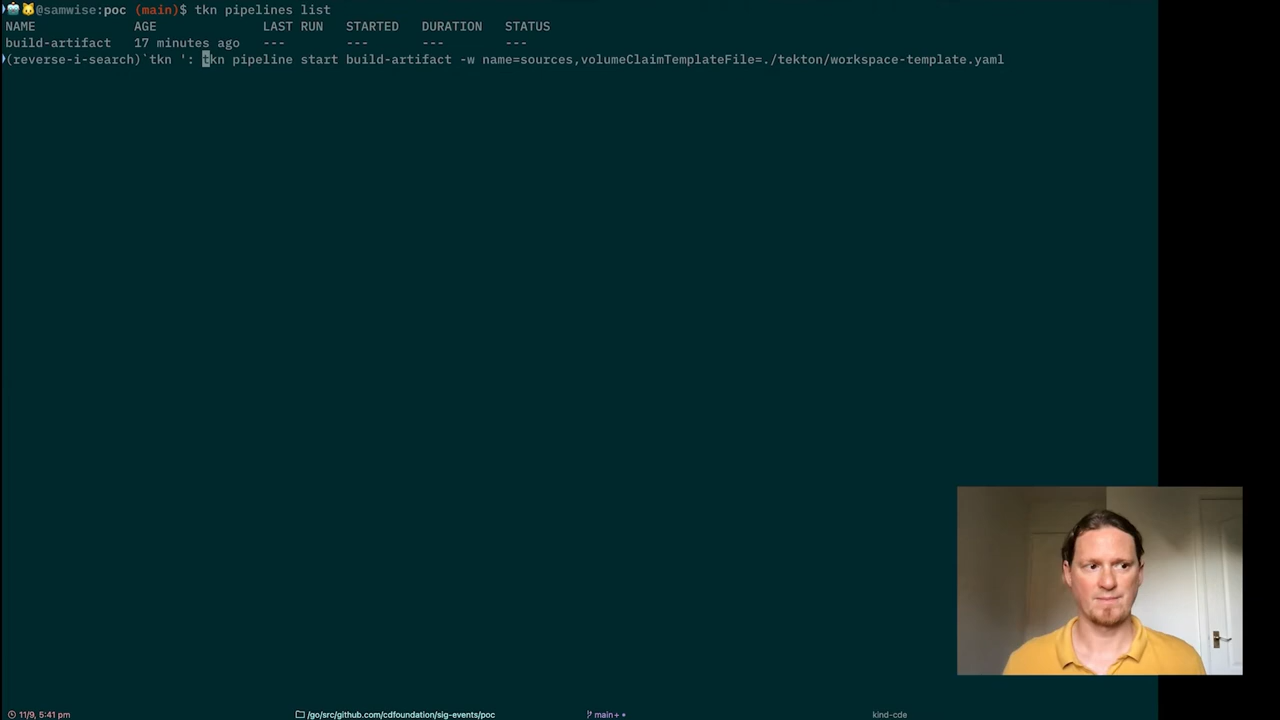 @samwise:poc (main)$ tkn pipelines list
NAME AGE LAST RUN STARTED DURATION STATUS
build-artifact 17 minutes ago --- --- --- ---
(reverse-i-search)`tkn ': tkn pipeline start build-artifact -w name=sources,volumeClaimTemplateFile=./tekton/workspace-template.yaml
11/9, 5:41 pm /go/src/github.com/cdfoundation/sig-events/poc main+ • kind-cde